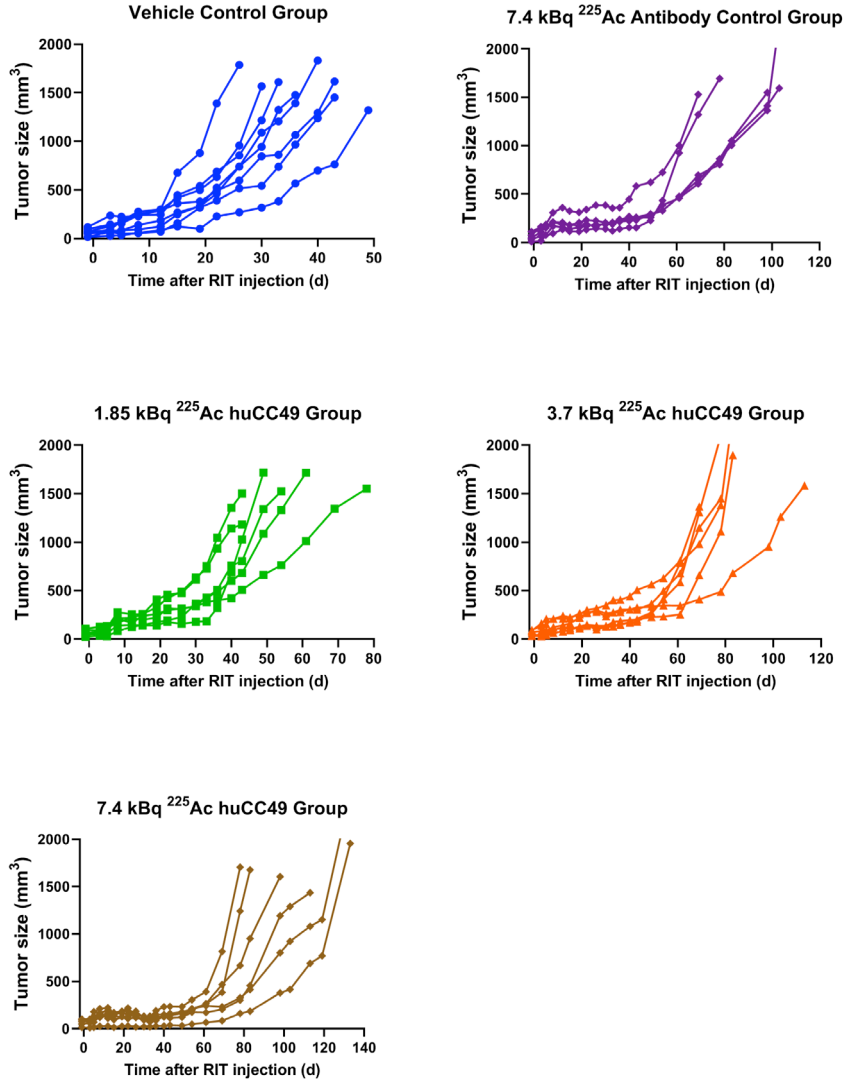 Vehicle Control Group
Tumor size (mm³)
2000
1500
1000
500
0
0 10 20 30 40 50
Time after RIT injection (d)
7.4 kBq ²²⁵Ac Antibody Control Group
Tumor size (mm³)
2000
1500
1000
500
0
0 20 40 60 80 100 120
Time after RIT injection (d)
1.85 kBq ²²⁵Ac huCC49 Group
Tumor size (mm³)
2000
1500
1000
500
0
0 10 20 30 40 50 60 70 80
Time after RIT injection (d)
3.7 kBq ²²⁵Ac huCC49 Group
Tumor size (mm³)
2000
1500
1000
500
0
0 20 40 60 80 100 120
Time after RIT injection (d)
7.4 kBq ²²⁵Ac huCC49 Group
Tumor size (mm³)
2000
1500
1000
500
0
0 20 40 60 80 100 120 140
Time after RIT injection (d)